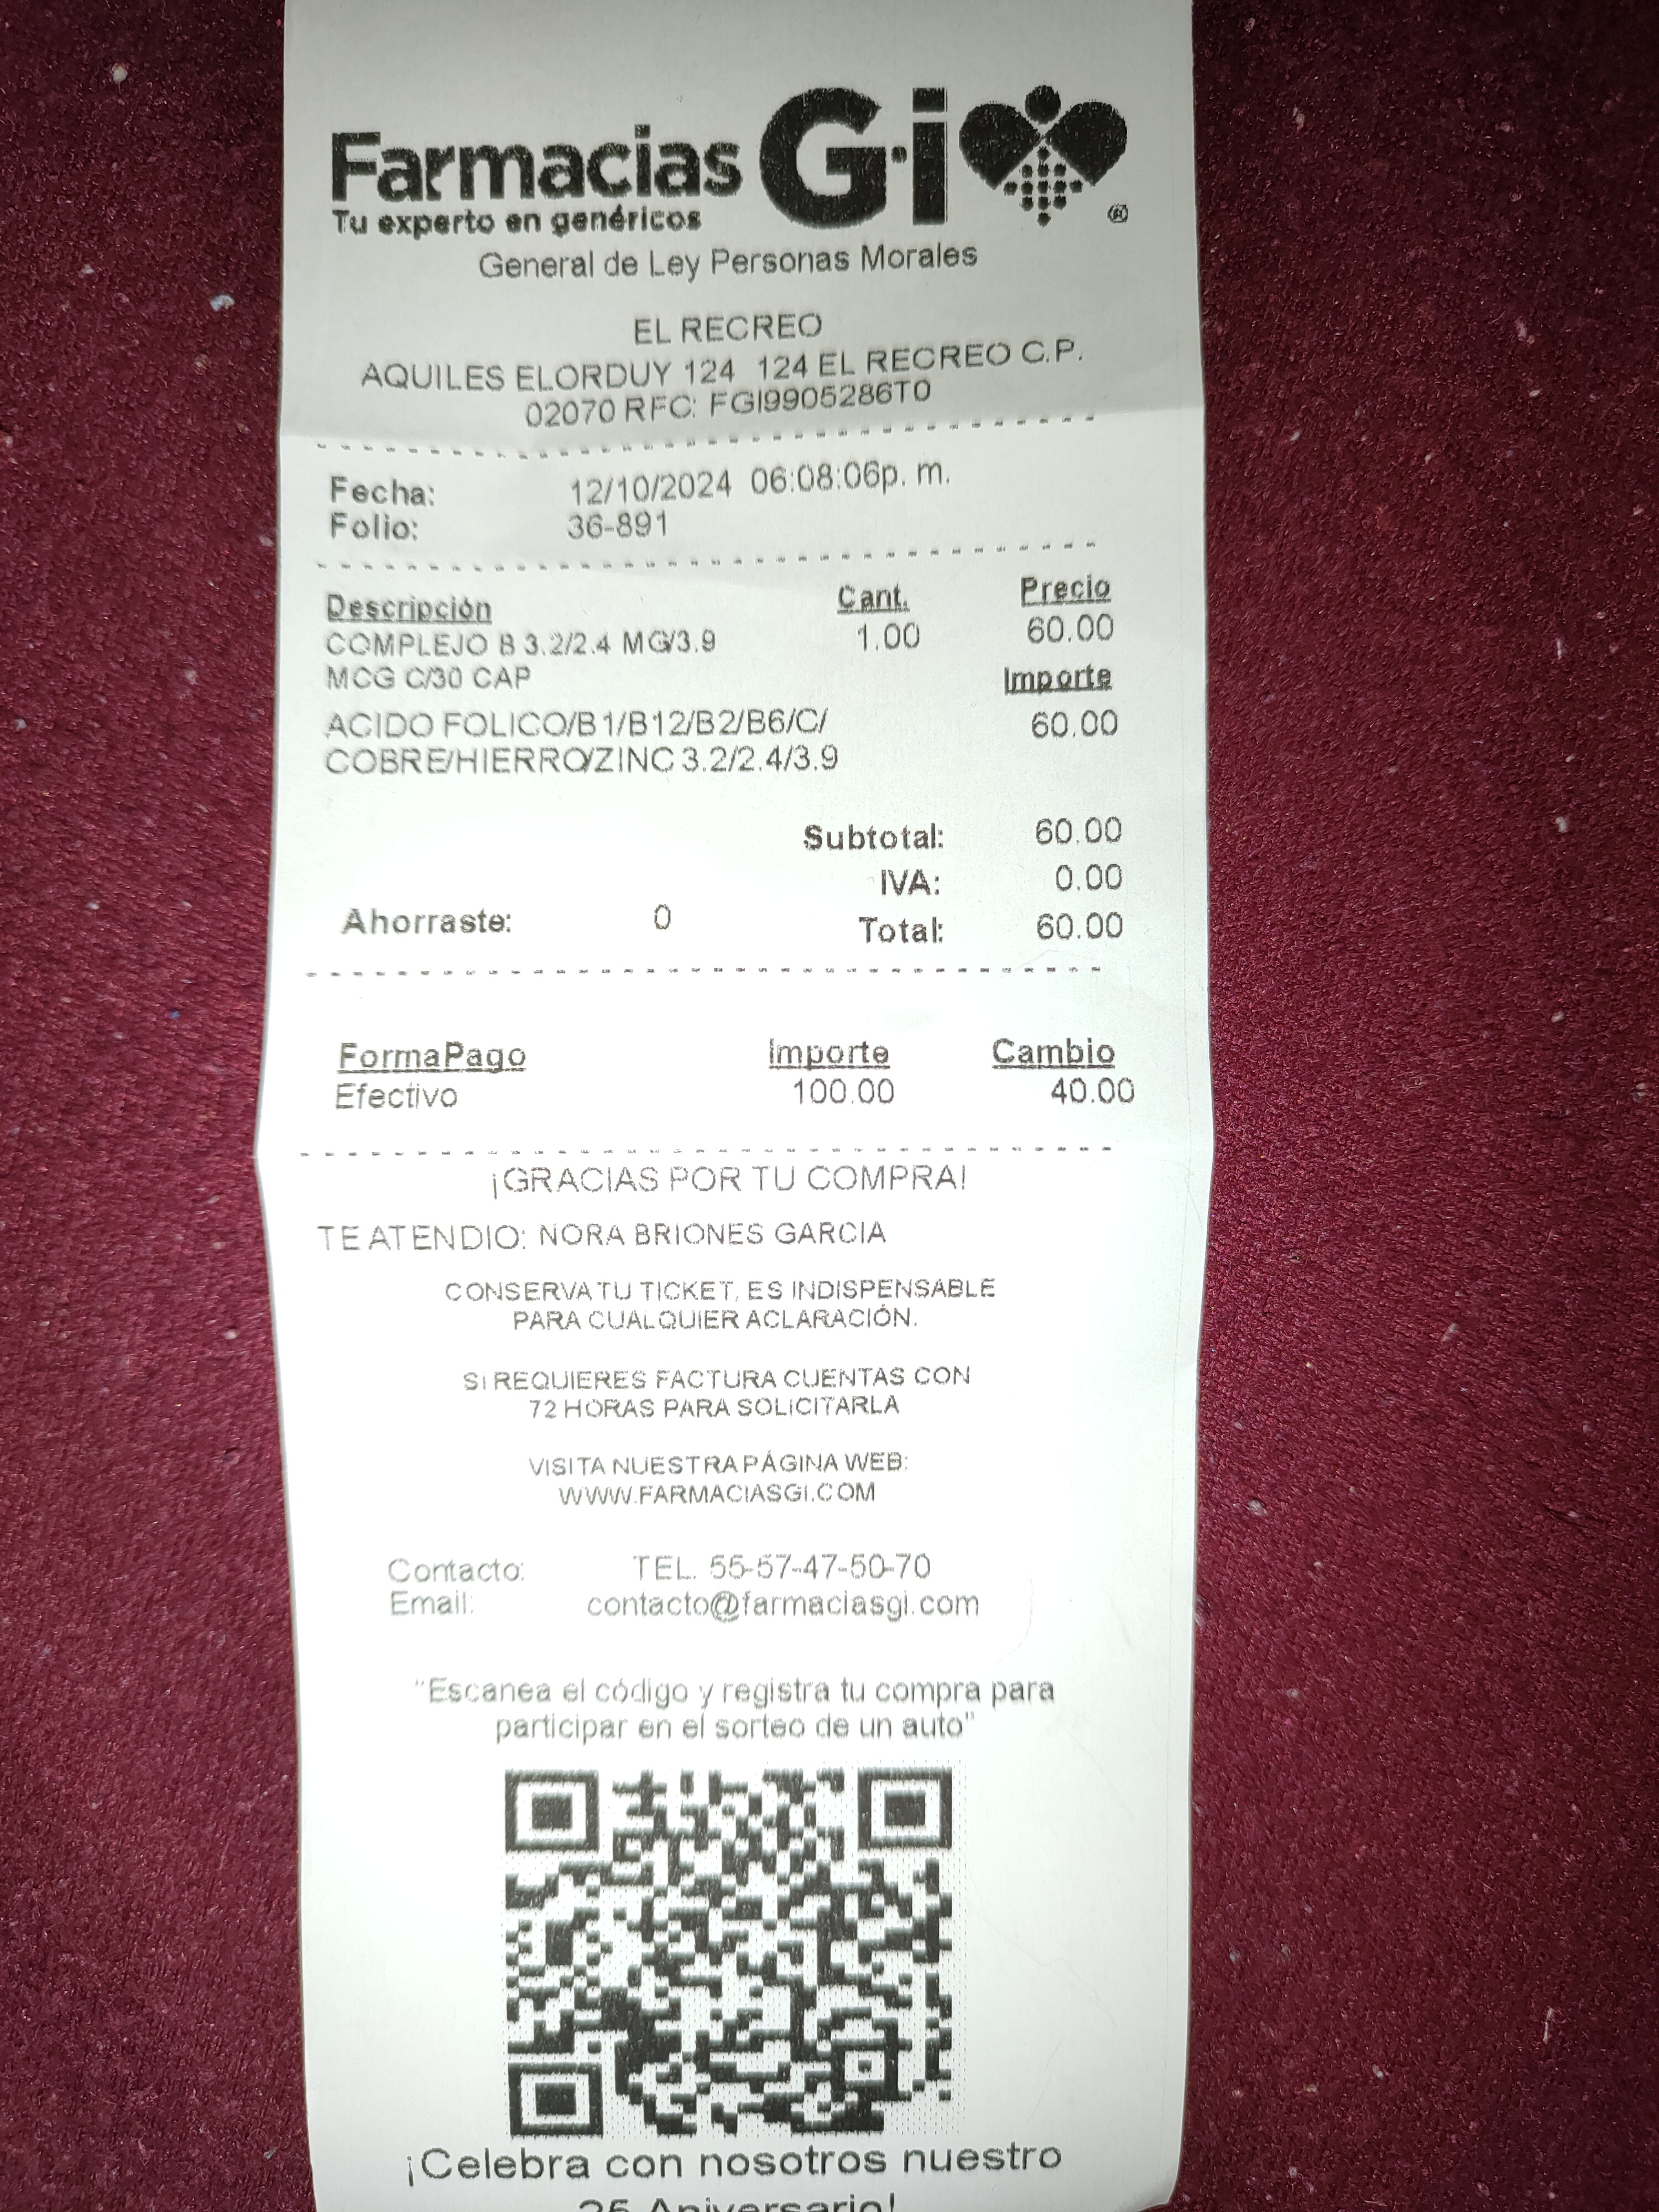 Farmacias Gi
Tu experto en genéricos
®
General de Ley Personas Morales
EL RECREO
AQUILES ELORDUY 124 124 EL RECREO C.P.
02070 RFC: FGI9905286T0
Fecha: 12/10/2024 06:08:06p. m.
Folio: 36-891
Descripción Cant. Precio
COMPLEJO B 3.2/2.4 MG/3.9 1.00 60.00
MCG C/30 CAP Importe
ACIDO FOLICO/B1/B12/B2/B6/C/ 60.00
COBRE/HIERRO/ZINC 3.2/2.4/3.9
Subtotal: 60.00
IVA: 0.00
Ahorraste: 0 Total: 60.00
FormaPago Importe Cambio
Efectivo 100.00 40.00
¡GRACIAS POR TU COMPRA!
TE ATENDIO: NORA BRIONES GARCIA
CONSERVA TU TICKET, ES INDISPENSABLE
PARA CUALQUIER ACLARACIÓN.
SI REQUIERES FACTURA CUENTAS CON
72 HORAS PARA SOLICITARLA
VISITA NUESTRA PÁGINA WEB:
WWW.FARMACIASGI.COM
Contacto: TEL. 55-57-47-50-70
Email: contacto@farmaciasgi.com
"Escanea el código y registra tu compra para
participar en el sorteo de un auto"
¡Celebra con nosotros nuestro
25 Aniversario!